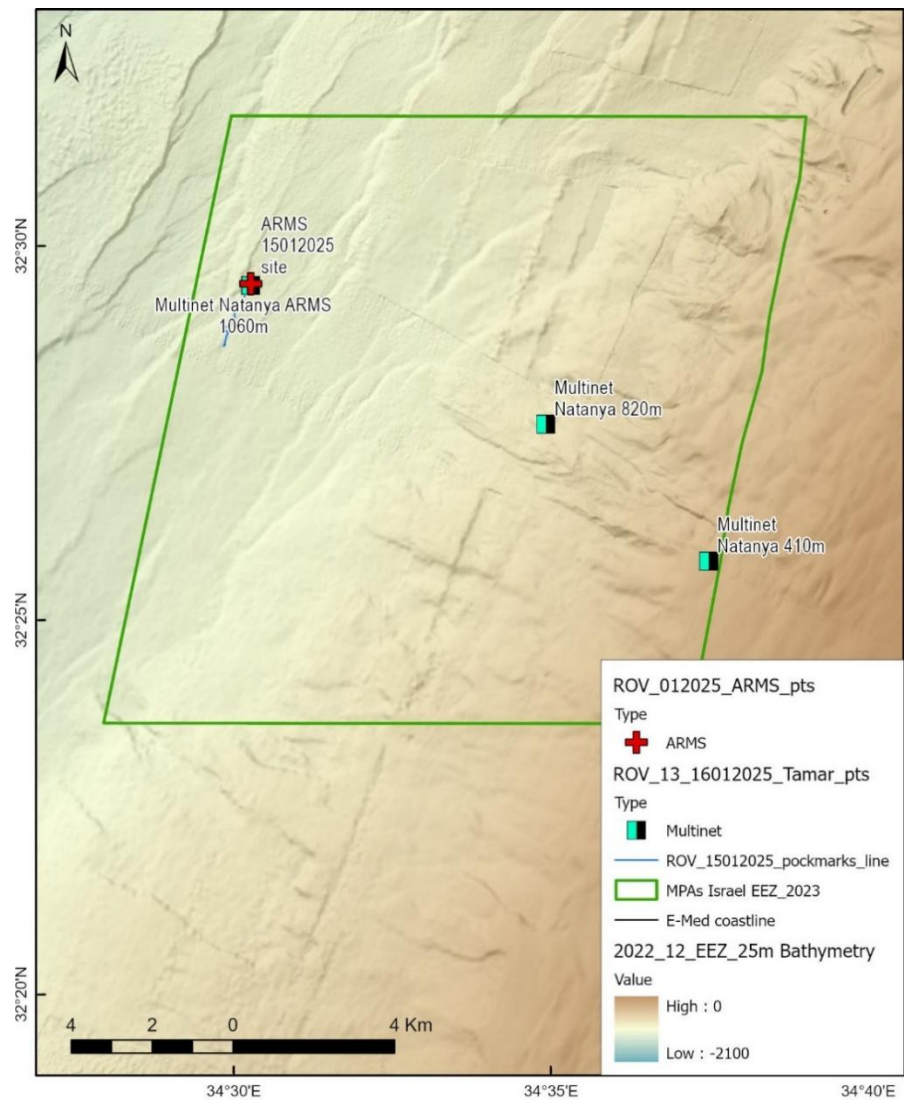 N
32°30'N
32°25'N
32°20'N
ARMS
15012025
site
Multinet Natanya ARMS
1060m
Multinet
Natanya 820m
Multinet
Natanya 410m
ROV_012025_ARMS_pts
Type
ARMS
ROV_13_16012025_Tamar_pts
Type
Multinet
ROV_15012025_pockmarks_line
MPAs Israel EEZ_2023
E-Med coastline
2022_12_EEZ_25m Bathymetry
Value
High : 0
Low : -2100
4 2 0 4 Km
34°30'E 34°35'E 34°40'E